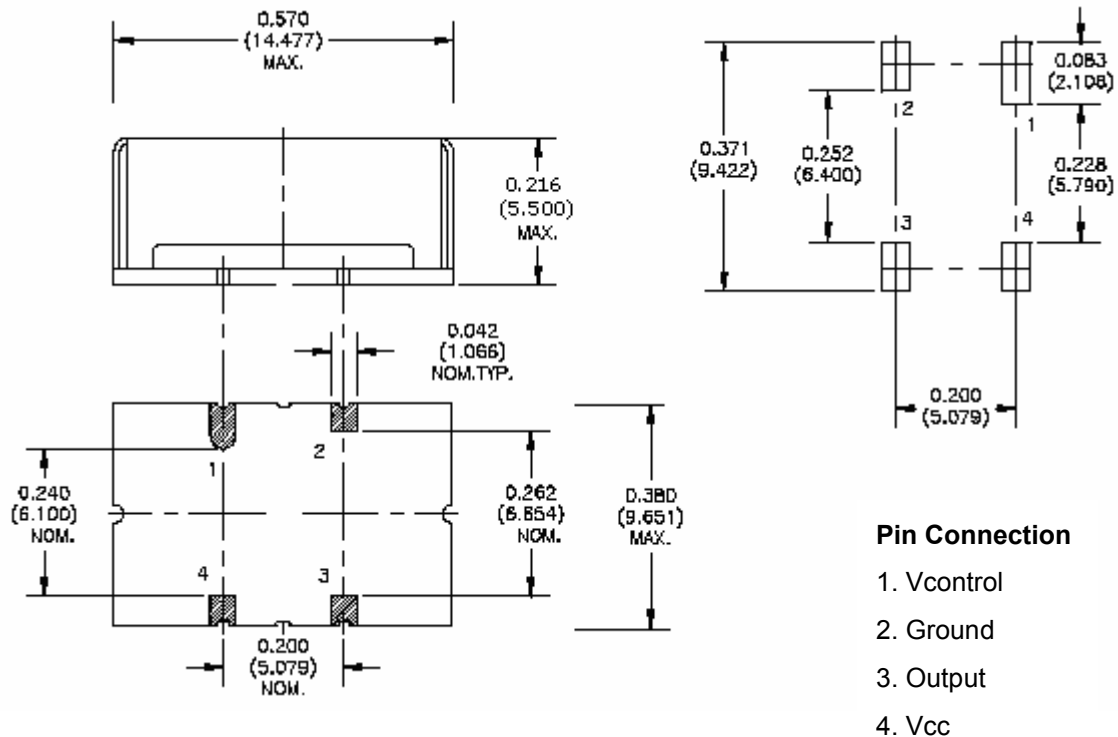 0.570
(14.477)
MAX.
0.216
(5.500)
MAX.
0.042
(1.066)
NOM.TYP.
1
2
0.240
(6.100)
NOM.
0.262
(6.654)
NOM.
0.380
(9.651)
MAX.
4
3
0.200
(5.079)
NOM.
0.083
(2.108)
2
1
0.371
(9.422)
0.252
(6.400)
0.228
(5.790)
3
4
0.200
(5.079)
Pin Connection
1. Vcontrol
2. Ground
3. Output
4. Vcc